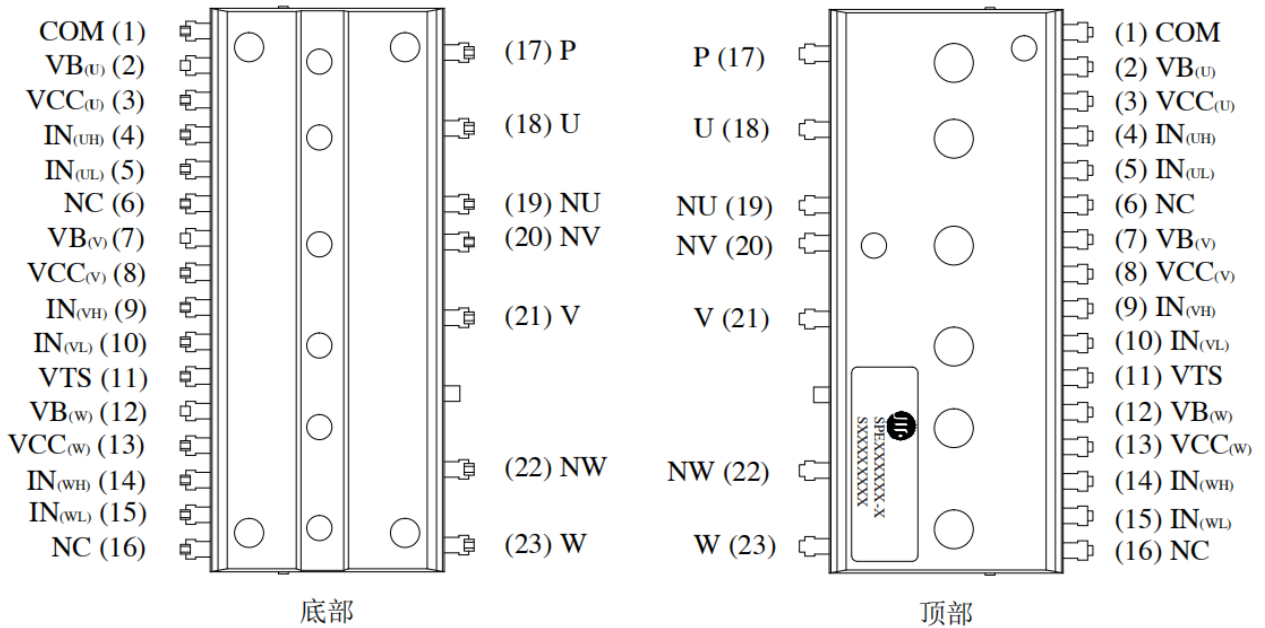 COM (1)
VB(U) (2)
VCC(U) (3)
IN(UH) (4)
IN(UL) (5)
NC (6)
VB(V) (7)
VCC(V) (8)
IN(VH) (9)
IN(VL) (10)
VTS (11)
VB(W) (12)
VCC(W) (13)
IN(WH) (14)
IN(WL) (15)
NC (16)
(17) P
(18) U
(19) NU
(20) NV
(21) V
(22) NW
(23) W
底部
P (17)
U (18)
NU (19)
NV (20)
V (21)
NW (22)
W (23)
SPEXXXXXXX-X
SXXXXXXXXX
(1) COM
(2) VB(U)
(3) VCC(U)
(4) IN(UH)
(5) IN(UL)
(6) NC
(7) VB(V)
(8) VCC(V)
(9) IN(VH)
(10) IN(VL)
(11) VTS
(12) VB(W)
(13) VCC(W)
(14) IN(WH)
(15) IN(WL)
(16) NC
顶部